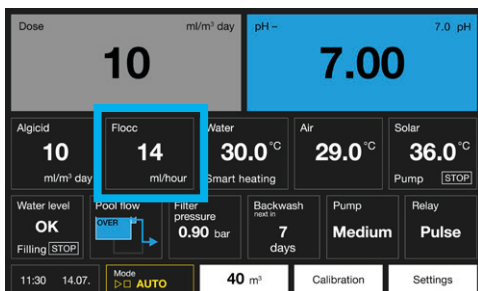 Dose ml/m³ day pH – 7.0 pH
10 7.00
Algicid Flocc Water Air Solar
10 14 30.0°C 29.0°C 36.0°C
ml/m³ day ml/hour Smart heating Pump STOP
Water level Pool flow Filter pressure Backwash next in Pump Relay
OK OVER 0.90 bar 7 days Medium Pulse
Filling STOP
11:30 14.07. Mode AUTO 40 m³ Calibration Settings